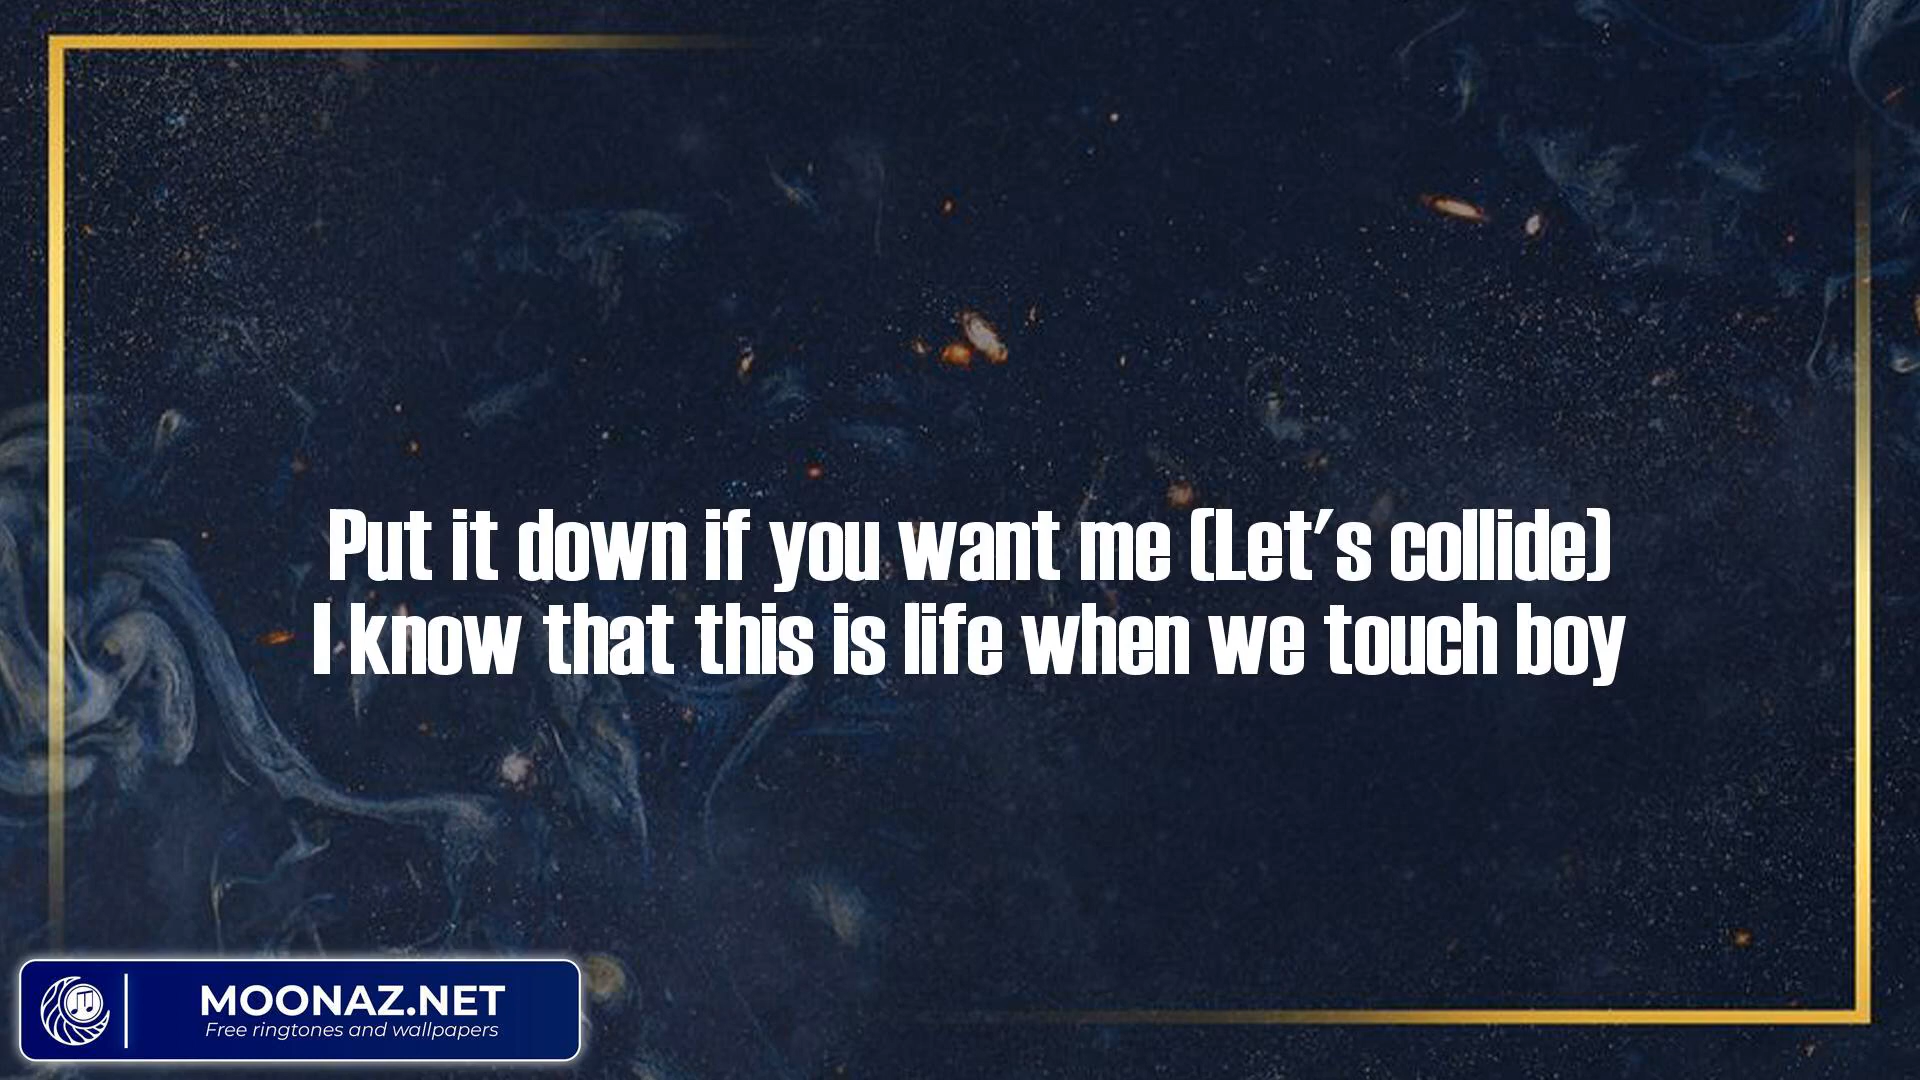 Put it down if you want me (Let's collide)
I know that this is life when we touch boy
MOONAZ.NET
Free ringtones and wallpapers